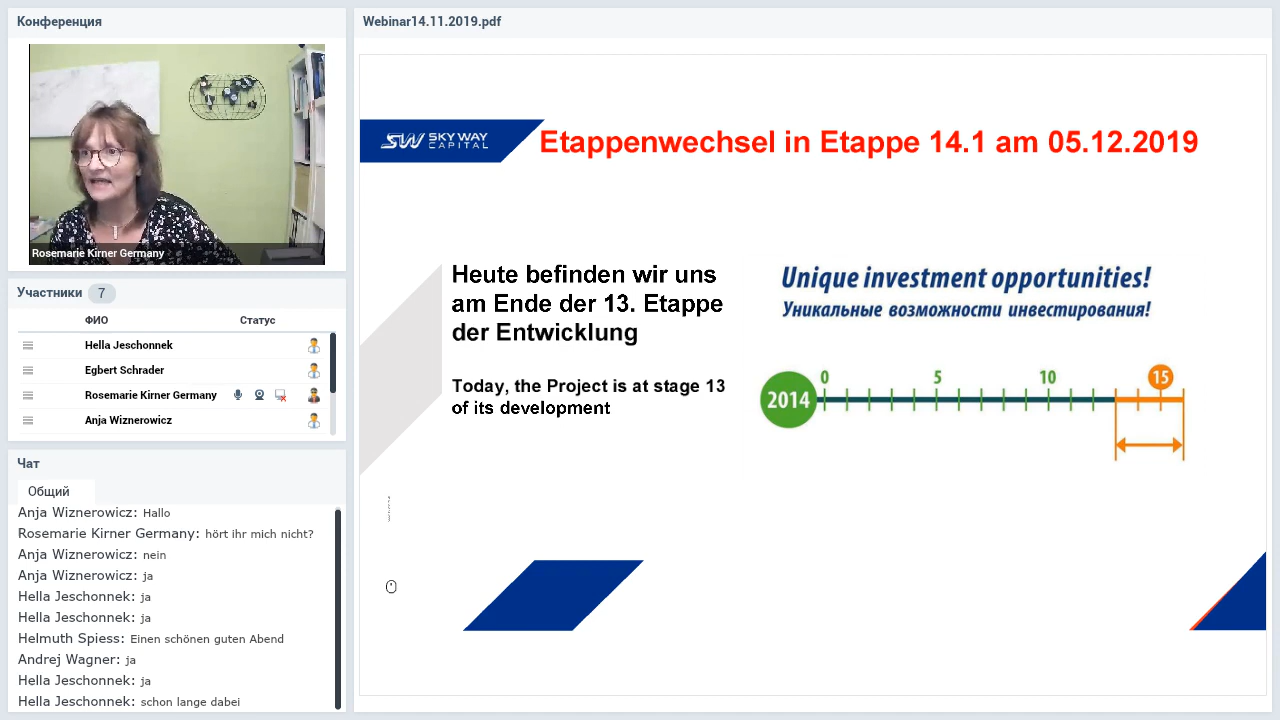 Конференция
Rosemarie Kirner Germany
Участники 7
ФИО Статус
Hella Jeschonnek
Egbert Schrader
Rosemarie Kirner Germany
Anja Wiznerowicz
Чат
Общий
Anja Wiznerowicz: Hallo
Rosemarie Kirner Germany: hört ihr mich nicht?
Anja Wiznerowicz: nein
Anja Wiznerowicz: ja
Hella Jeschonnek: ja
Hella Jeschonnek: ja
Helmuth Spiess: Einen schönen guten Abend
Andrej Wagner: ja
Hella Jeschonnek: ja
Hella Jeschonnek: schon lange dabei
Webinar14.11.2019.pdf
SW SKY WAY
CAPITAL
Etappenwechsel in Etappe 14.1 am 05.12.2019
Heute befinden wir uns
am Ende der 13. Etappe
der Entwicklung
Today, the Project is at stage 13
of its development
Unique investment opportunities!
Уникальные возможности инвестирования!
2014 0 5 10 15